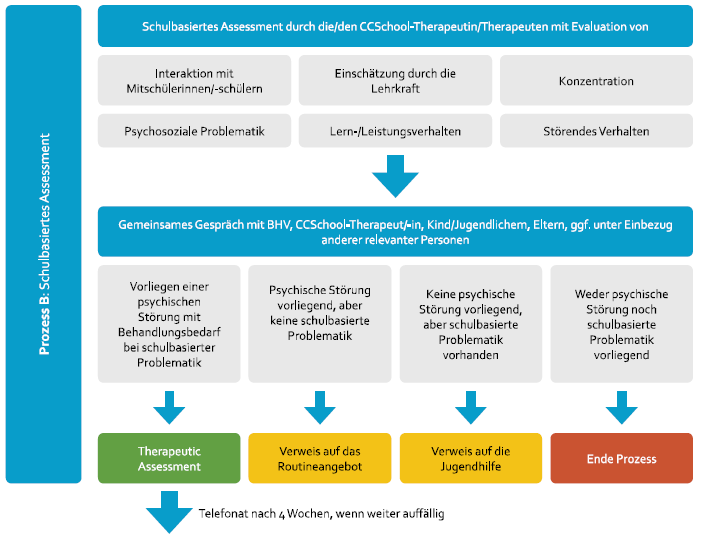 Prozess B: Schulbasiertes Assessment
Schulbasiertes Assessment durch die/den CCSchool-Therapeutin/Therapeuten mit Evaluation von
Interaktion mit
Mitschülerinnen/-schülern
Einschätzung durch die
Lehrkraft
Konzentration
Psychosoziale Problematik
Lern-/Leistungsverhalten
Störendes Verhalten
Gemeinsames Gespräch mit BHV, CCSchool-Therapeut/-in, Kind/Jugendlichem, Eltern, ggf. unter Einbezug
anderer relevanter Personen
Vorliegen einer
psychischen
Störung mit
Behandlungsbedarf
bei schulbasierter
Problematik
Psychische Störung
vorliegend, aber
keine schulbasierte
Problematik
Keine psychische
Störung vorliegend,
aber schulbasierte
Problematik
vorhanden
Weder psychische
Störung noch
schulbasierte
Problematik
vorliegend
Therapeutic
Assessment
Verweis auf das
Routineangebot
Verweis auf die
Jugendhilfe
Ende Prozess
Telefonat nach 4 Wochen, wenn weiter auffällig